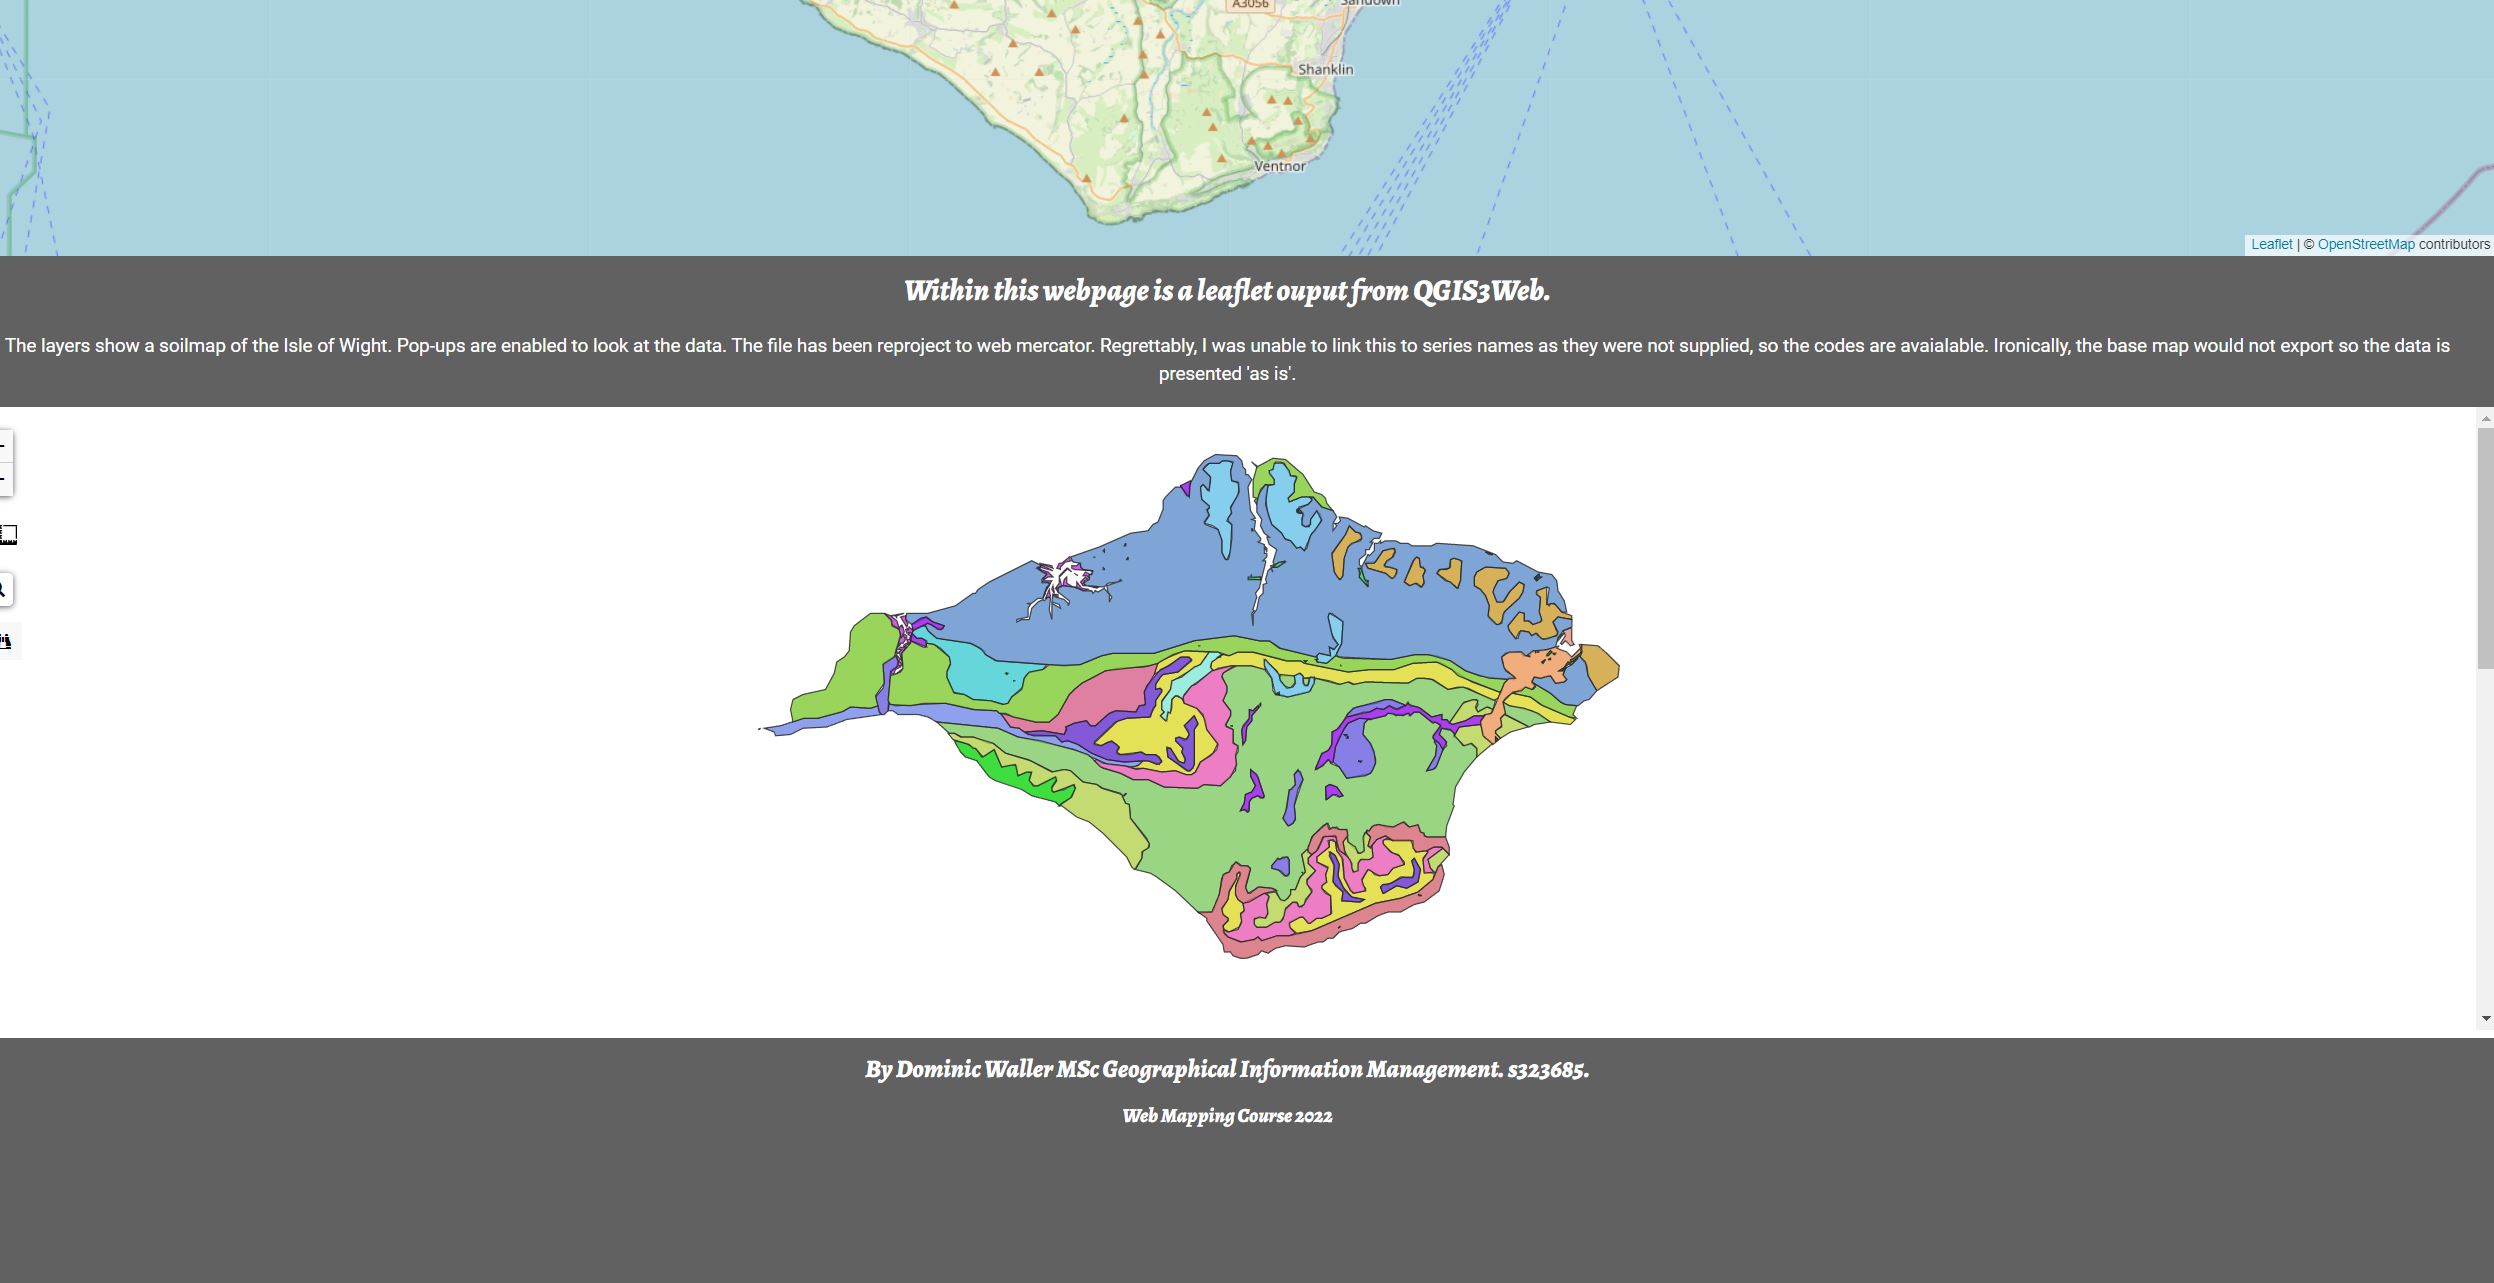 A3056
Sandown
Shanklin
Ventnor
Leaflet | © OpenStreetMap contributors
Within this webpage is a leaflet ouput from QGIS3Web.
The layers show a soilmap of the Isle of Wight. Pop-ups are enabled to look at the data. The file has been reproject to web mercator. Regrettably, I was unable to link this to series names as they were not supplied, so the codes are avaialable. Ironically, the base map would not export so the data is
presented 'as is'.
By Dominic Waller MSc Geographical Information Management. s323685.
Web Mapping Course 2022